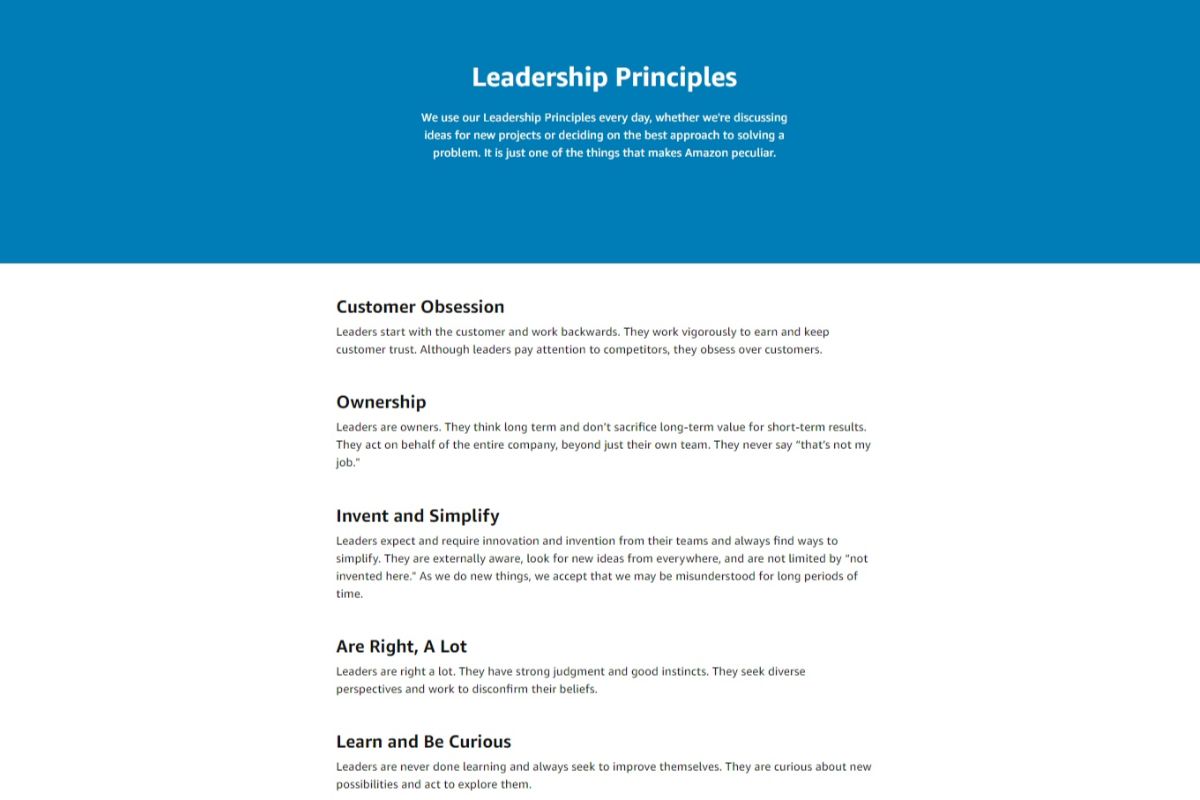 Leadership Principles
We use our Leadership Principles every day, whether we're discussing
ideas for new projects or deciding on the best approach to solving a
problem. It is just one of the things that makes Amazon peculiar.
Customer Obsession
Leaders start with the customer and work backwards. They work vigorously to earn and keep
customer trust. Although leaders pay attention to competitors, they obsess over customers.
Ownership
Leaders are owners. They think long term and don't sacrifice long-term value for short-term results.
They act on behalf of the entire company, beyond just their own team. They never say "that's not my
job."
Invent and Simplify
Leaders expect and require innovation and invention from their teams and always find ways to
simplify. They are externally aware, look for new ideas from everywhere, and are not limited by "not
invented here." As we do new things, we accept that we may be misunderstood for long periods of
time.
Are Right, A Lot
Leaders are right a lot. They have strong judgment and good instincts. They seek diverse
perspectives and work to disconfirm their beliefs.
Learn and Be Curious
Leaders are never done learning and always seek to improve themselves. They are curious about new
possibilities and act to explore them.